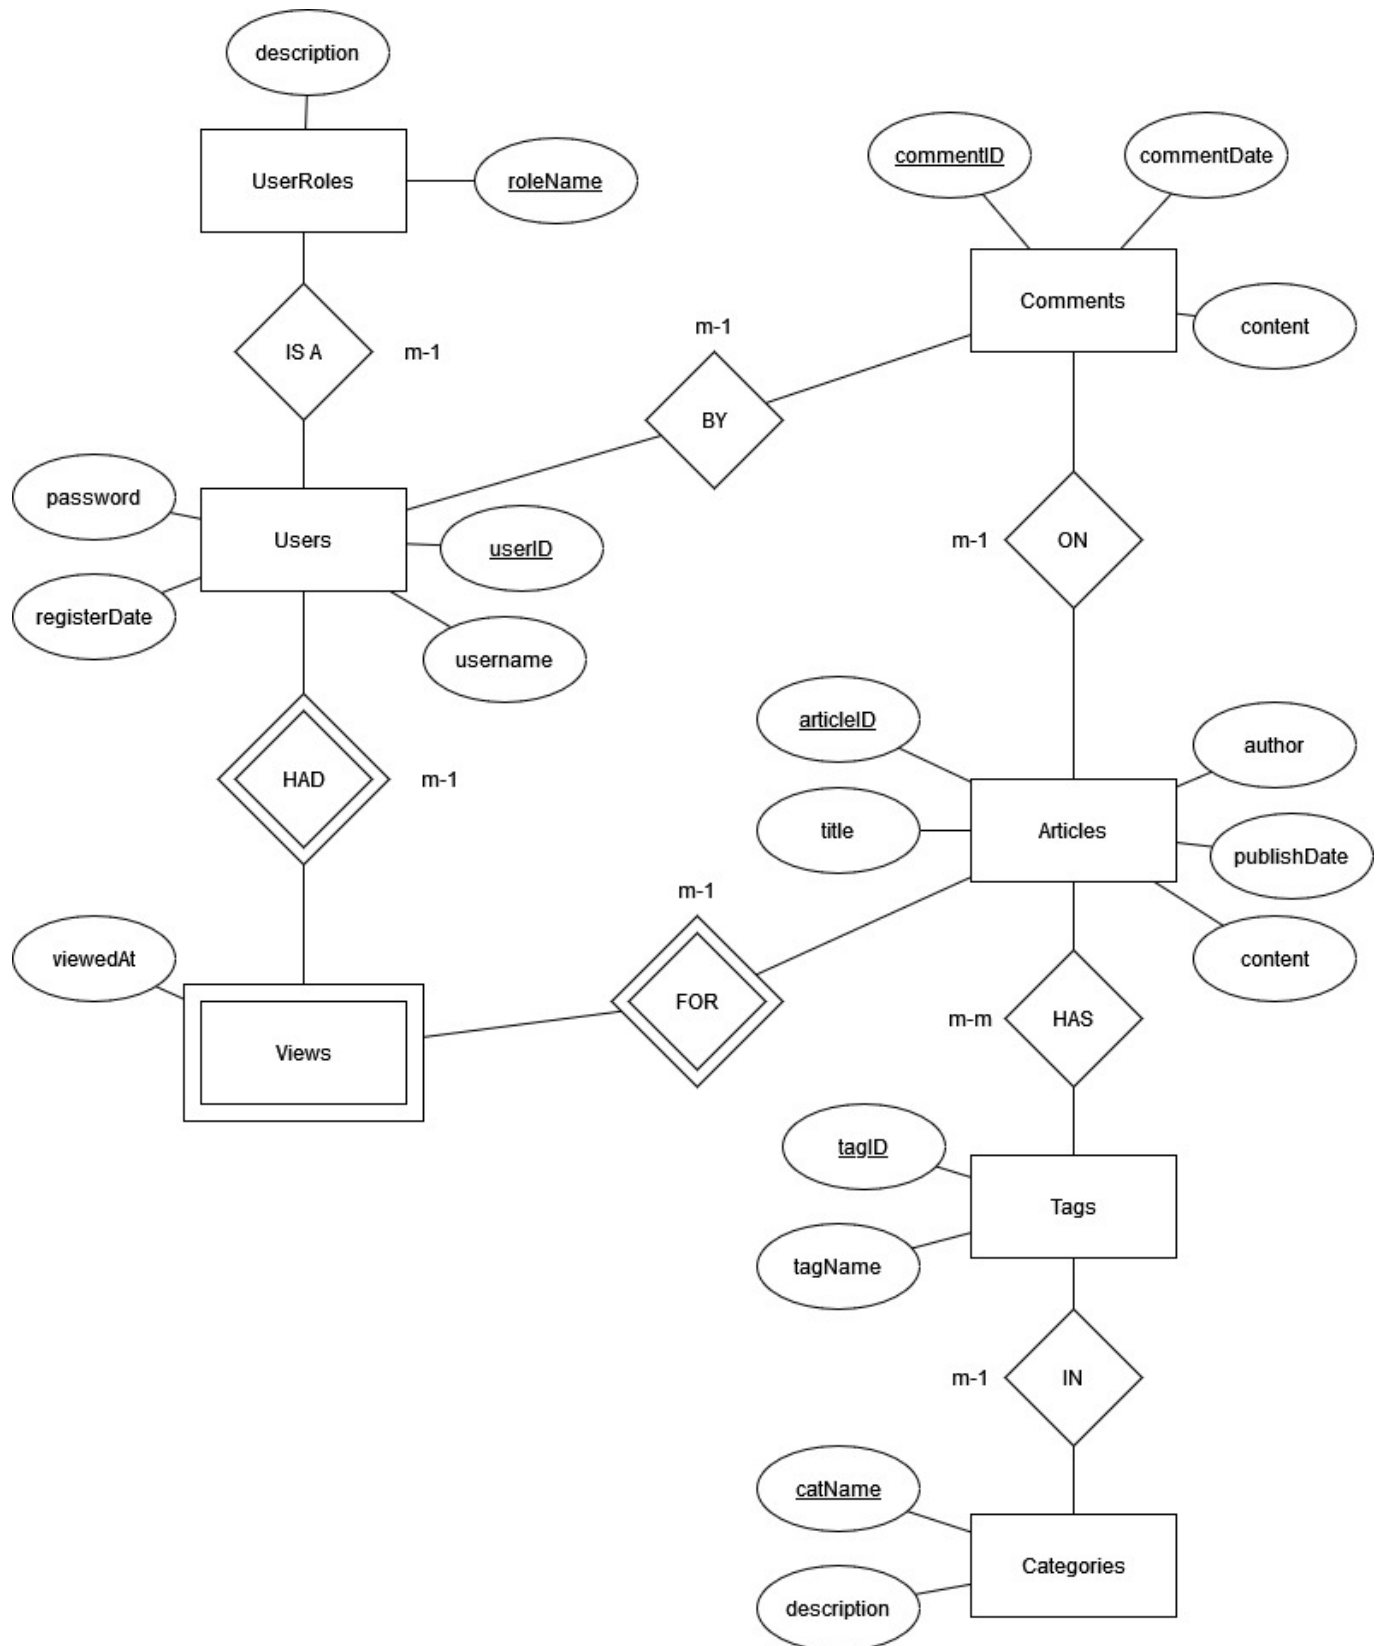 description
UserRoles
roleName
commentID
commentDate
Comments
content
IS A
m-1
m-1
BY
password
Users
userID
registerDate
username
m-1
ON
articleID
author
title
Articles
publishDate
content
HAD
m-1
m-1
FOR
viewedAt
Views
m-m
HAS
tagID
Tags
tagName
m-1
IN
catName
Categories
description